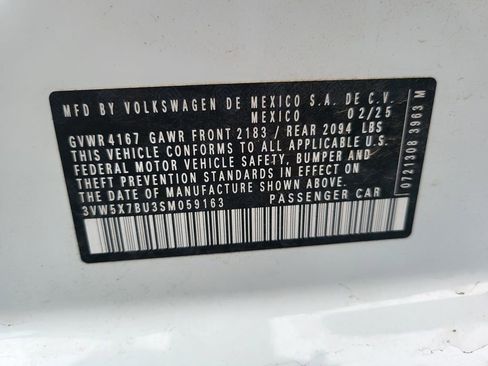 MFD BY VOLKSWAGEN DE MEXICO S.A. DE C.V.
MEXICO 02/25
GVWR 4167 GAWR FRONT 2183 / REAR 2094 LBS
THIS VEHICLE CONFORMS TO ALL APPLICABLE U.S.
FEDERAL MOTOR VEHICLE SAFETY, BUMPER AND
THEFT PREVENTION STANDARDS IN EFFECT ON
THE DATE OF MANUFACTURE SHOWN ABOVE.
3VW5X7BU3SM059163 PASSENGER CAR
0721308 3963 M